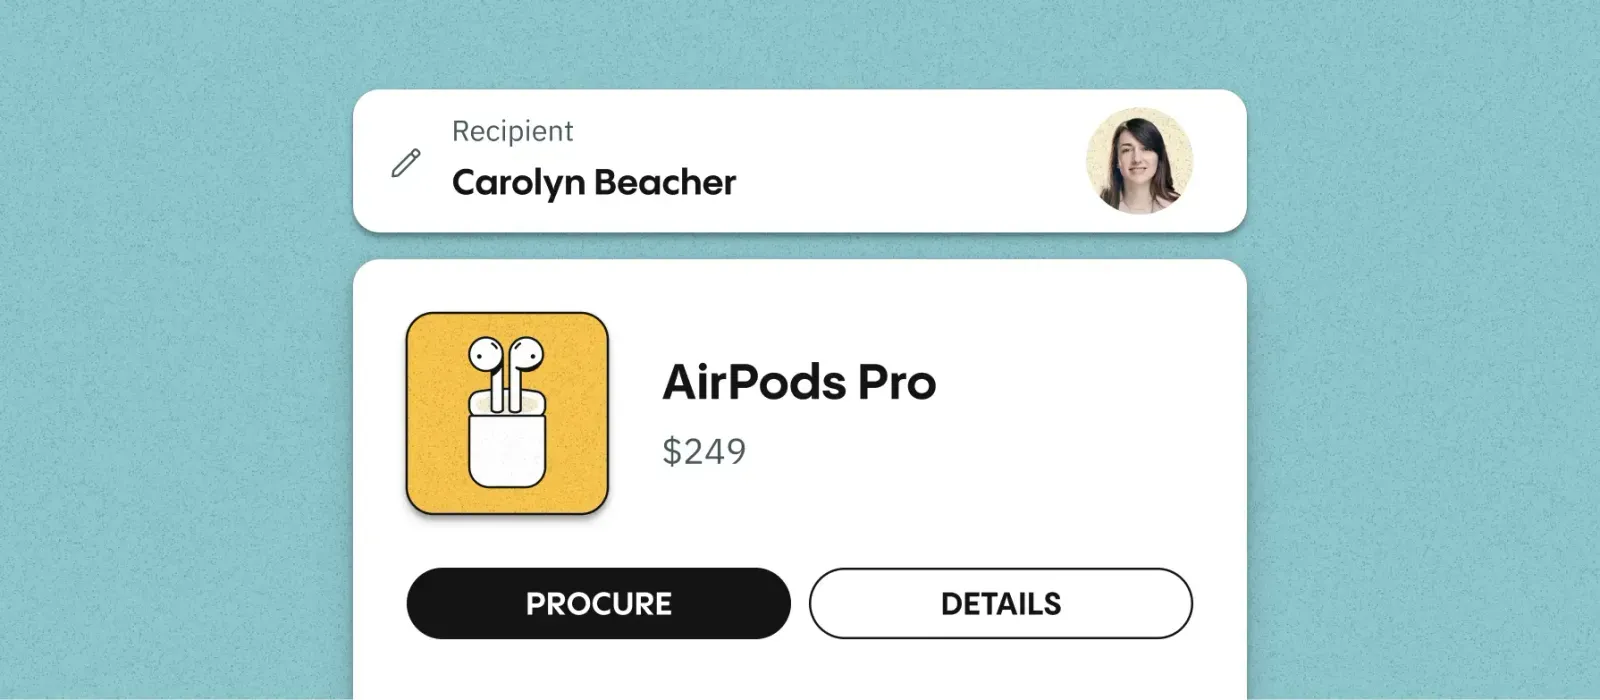 Recipient
Carolyn Beacher
AirPods Pro
$249
PROCURE
DETAILS